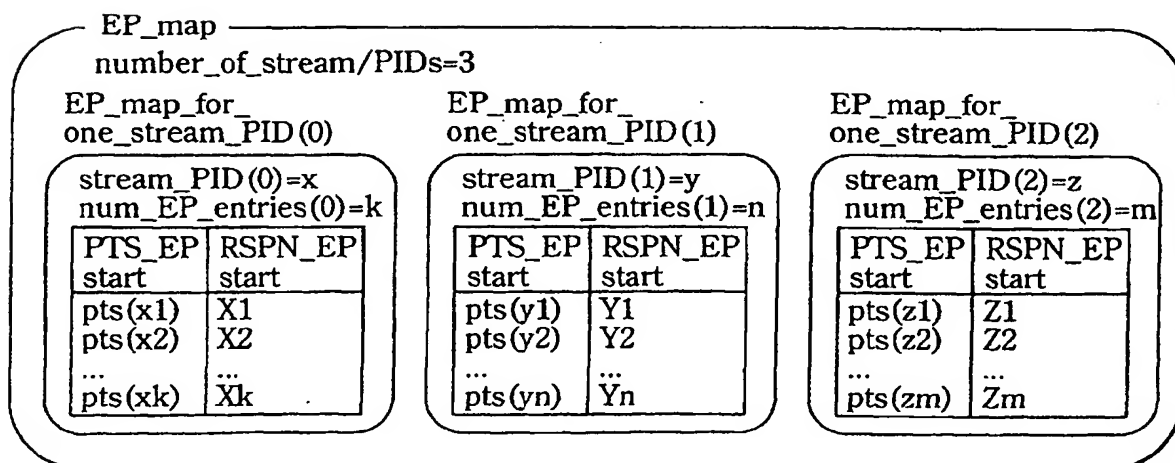 EP_map
number_of_stream/PIDs=3
EP_map_for_
one_stream_PID(0)
stream_PID(0)=x
num_EP_entries(0)=k
PTS_EP RSPN_EP
start start
pts(x1) X1
pts(x2) X2
... ...
pts(xk) Xk
EP_map_for_
one_stream_PID(1)
stream_PID(1)=y
num_EP_entries(1)=n
PTS_EP RSPN_EP
start start
pts(y1) Y1
pts(y2) Y2
... ...
pts(yn) Yn
EP_map_for_
one_stream_PID(2)
stream_PID(2)=z
num_EP_entries(2)=m
PTS_EP RSPN_EP
start start
pts(z1) Z1
pts(z2) Z2
... ...
pts(zm) Zm